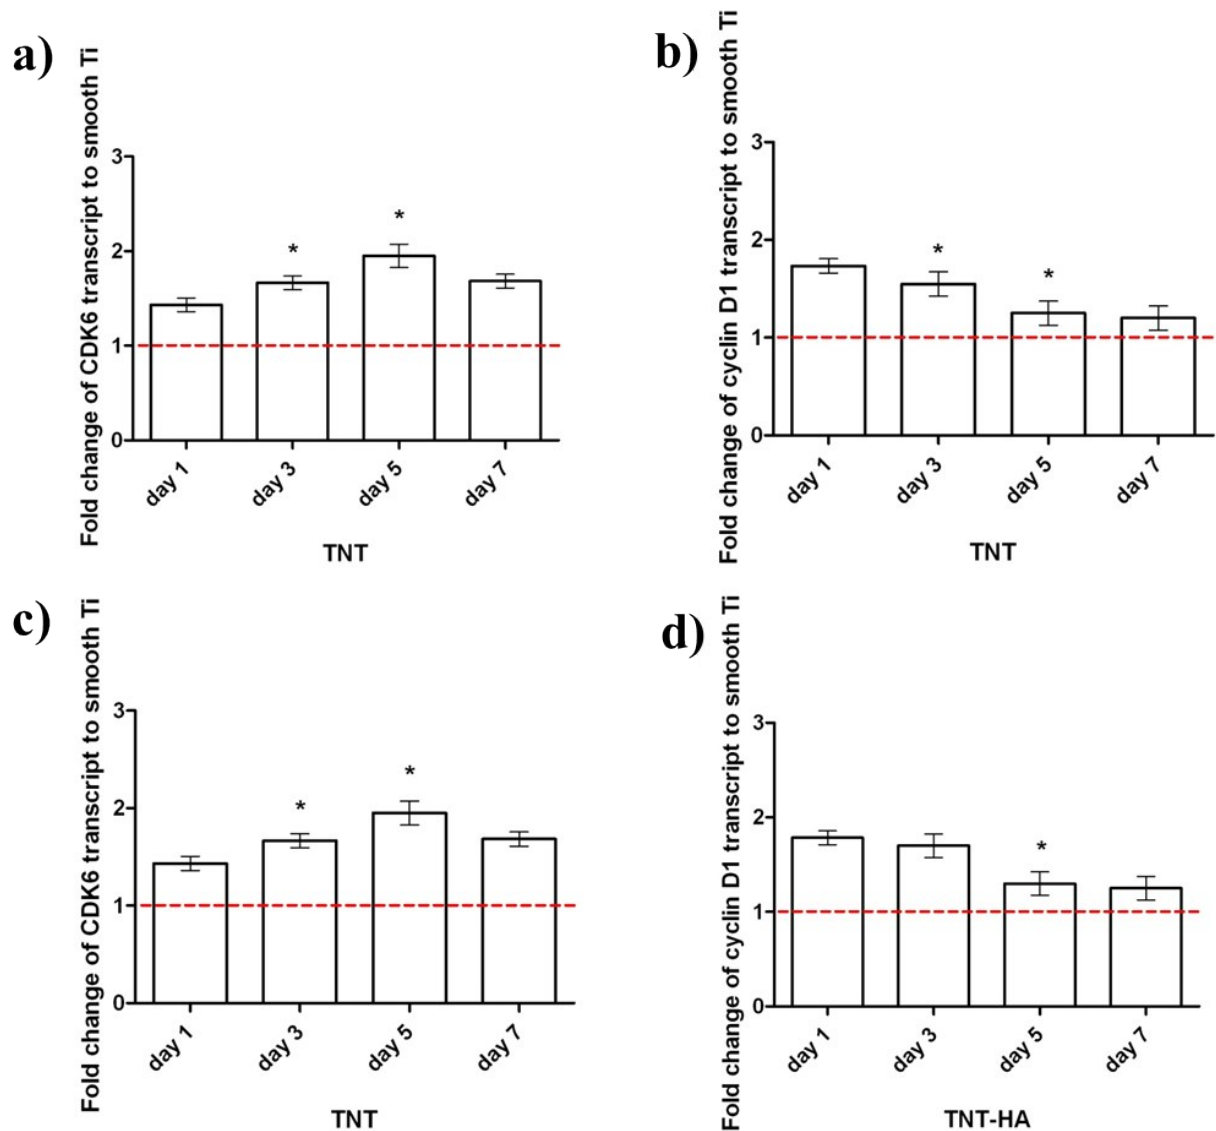 a)
Fold change of CDK6 transcript to smooth Ti
3
2
1
0
*
*
day 1
day 3
day 5
day 7
TNT
b)
Fold change of cyclin D1 transcript to smooth Ti
3
2
1
0
*
*
day 1
day 3
day 5
day 7
TNT
c)
Fold change of CDK6 transcript to smooth Ti
3
2
1
0
*
*
day 1
day 3
day 5
day 7
TNT
d)
Fold change of cyclin D1 transcript to smooth Ti
3
2
1
0
*
day 1
day 3
day 5
day 7
TNT-HA